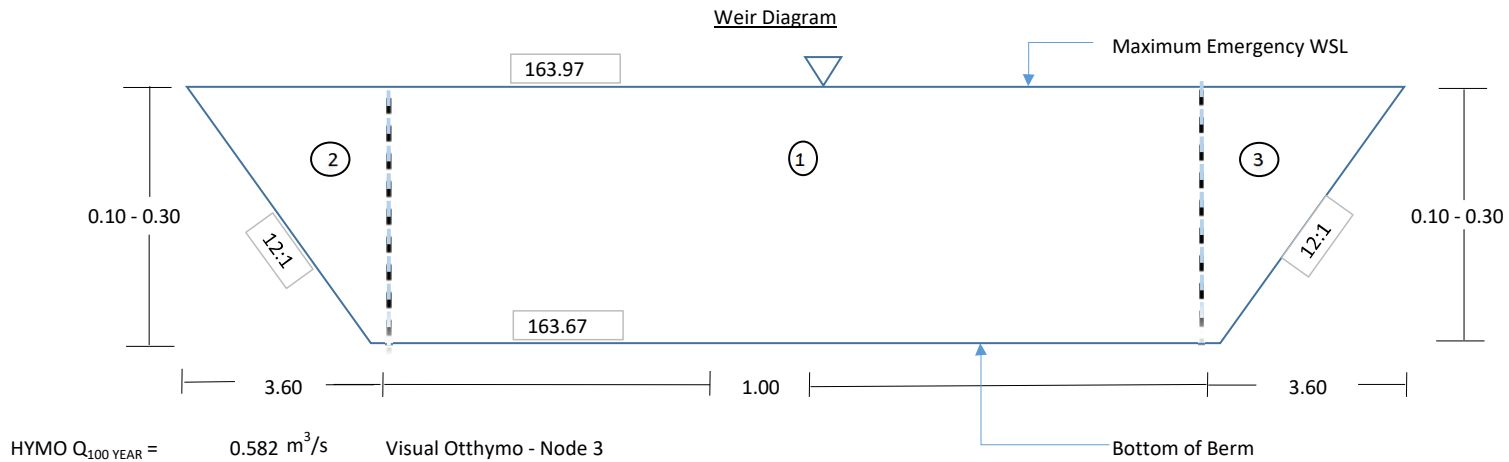 Weir Diagram
Maximum Emergency WSL
163.97
2
1
3
0.10 - 0.30
0.10 - 0.30
12:1
12:1
163.67
3.60
1.00
3.60
HYMO Q100 YEAR = 0.582 m3/s Visual Otthymo - Node 3
Bottom of Berm